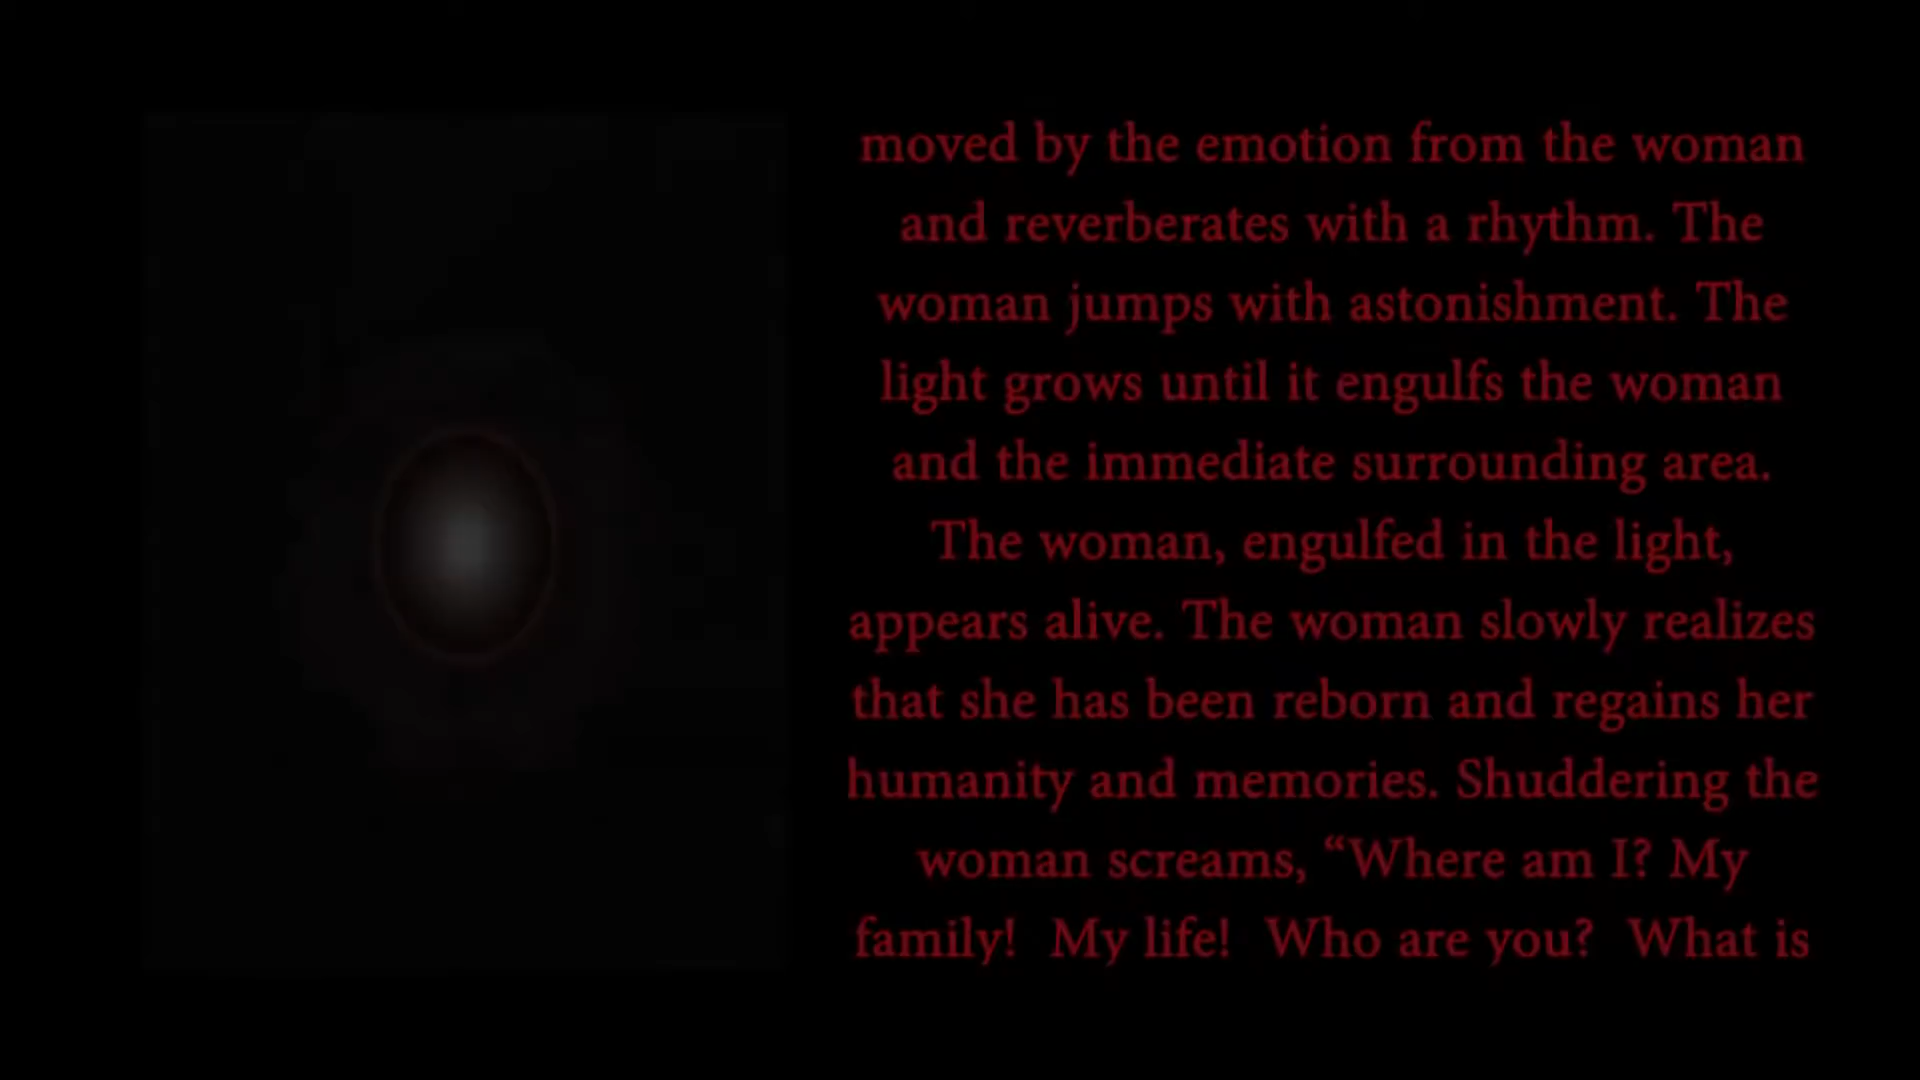 moved by the emotion from the woman
and reverberates with a rhythm. The
woman jumps with astonishment. The
light grows until it engulfs the woman
and the immediate surrounding area.
The woman, engulfed in the light,
appears alive. The woman slowly realizes
that she has been reborn and regains her
humanity and memories. Shuddering the
woman screams, “Where am I? My
family!  My life!  Who are you?  What is